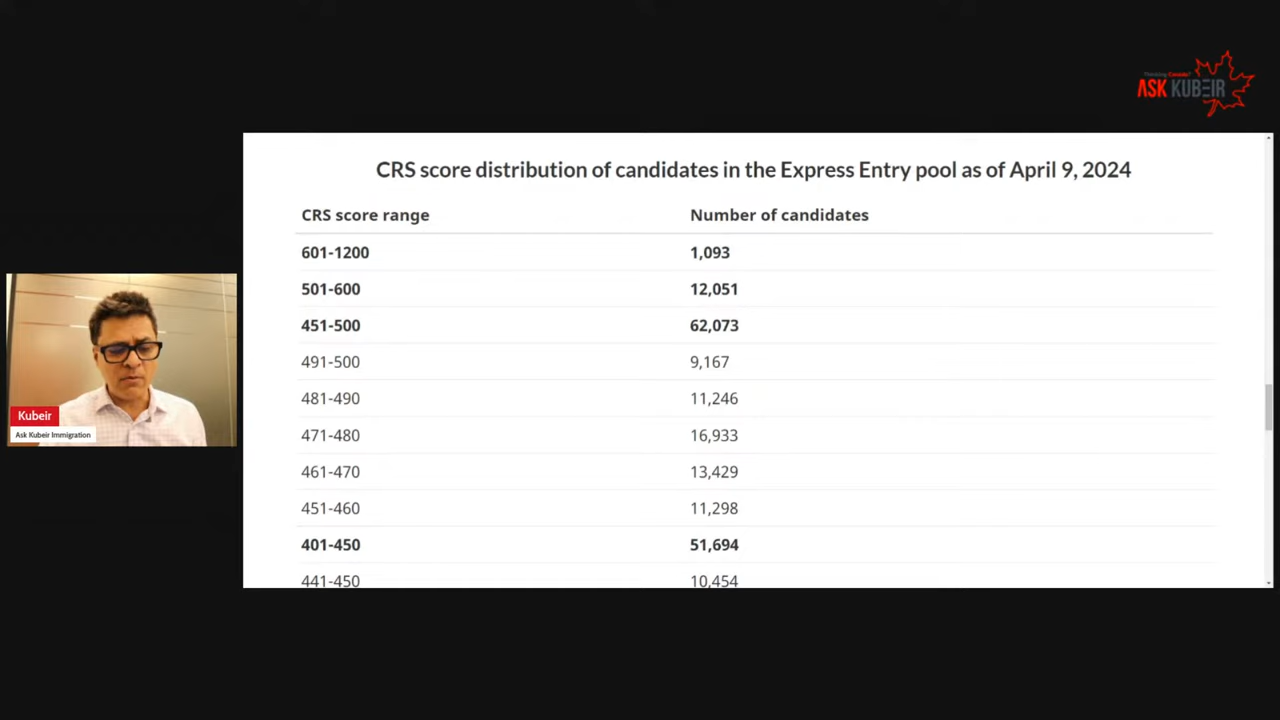 Thinking Canada?
ASK KUBEIR
CRS score distribution of candidates in the Express Entry pool as of April 9, 2024
CRS score range Number of candidates
601-1200 1,093
501-600 12,051
451-500 62,073
491-500 9,167
481-490 11,246
471-480 16,933
461-470 13,429
451-460 11,298
401-450 51,694
441-450 10,454
Kubeir
Ask Kubeir Immigration